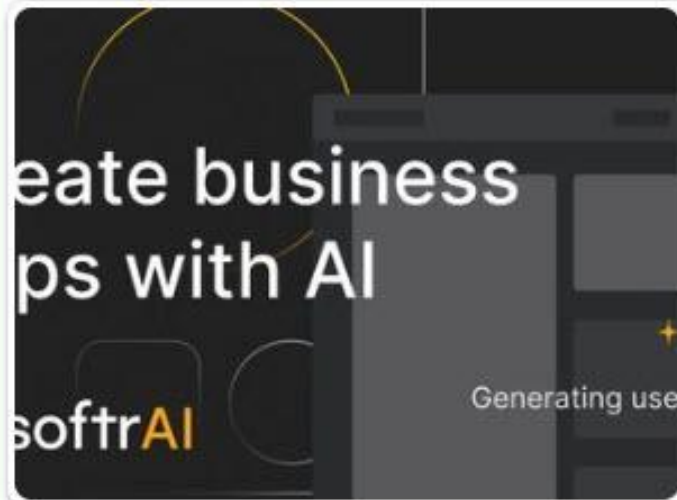 eate business
ps with AI
softrAI
Generating use